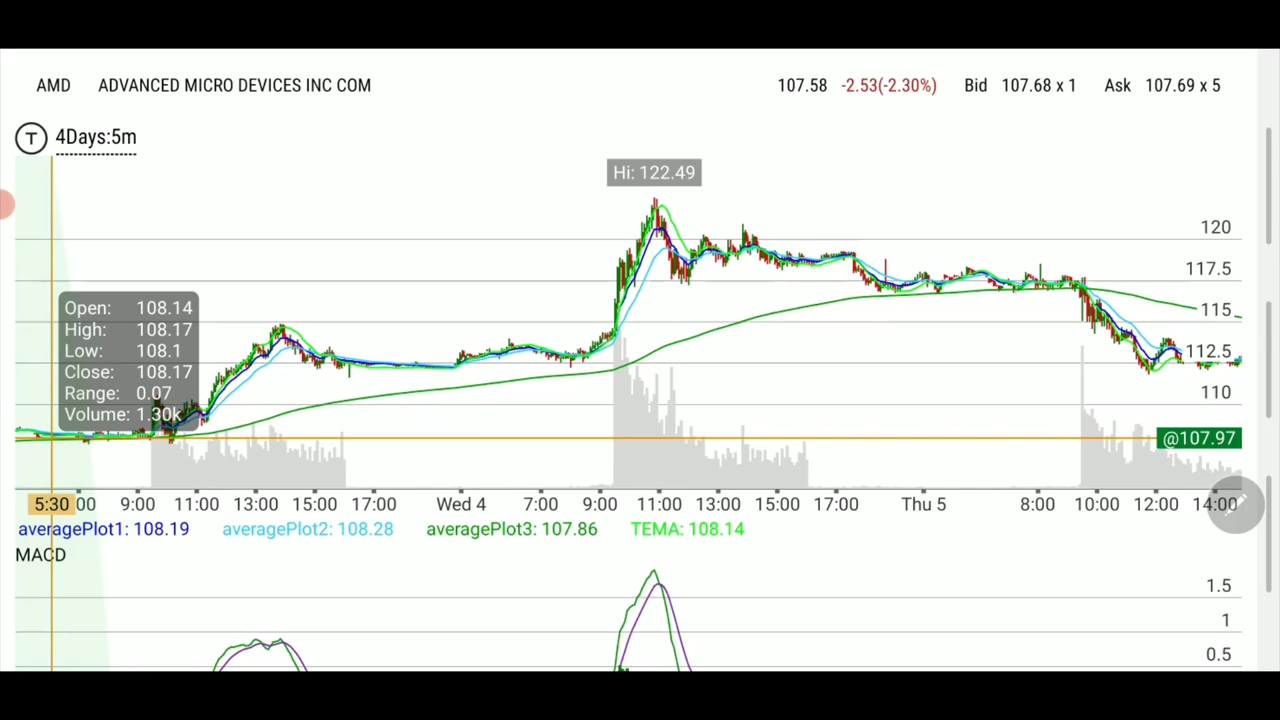 AMD ADVANCED MICRO DEVICES INC COM 107.58 -2.53(-2.30%) Bid 107.68 x 1 Ask 107.69 x 5
T 4Days:5m
Hi: 122.49
120
117.5
115
112.5
110
@107.97
Open: 108.14
High: 108.17
Low: 108.1
Close: 108.17
Range: 0.07
Volume: 1.30k
5:30 00 9:00 11:00 13:00 15:00 17:00 Wed 4 7:00 9:00 11:00 13:00 15:00 17:00 Thu 5 8:00 10:00 12:00 14:00
averagePlot1: 108.19 averagePlot2: 108.28 averagePlot3: 107.86 TEMA: 108.14
MACD
1.5
1
0.5